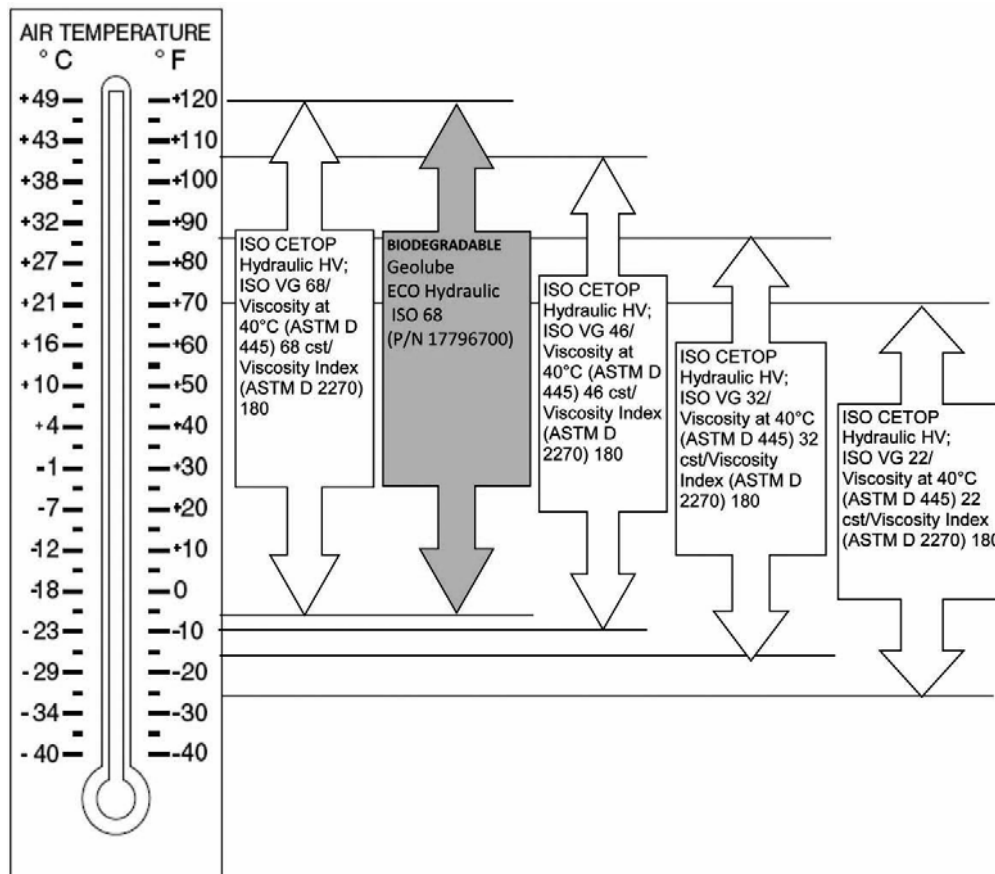 AIR TEMPERATURE
° C ° F
+49 +120
+43 +110
+38 +100
+32 +90
+27 +80
+21 +70
+16 +60
+10 +50
+4 +40
-1 +30
-7 +20
-12 +10
-18 0
-23 -10
-29 -20
-34 -30
-40 -40
ISO CETOP
Hydraulic HV;
ISO VG 68/
Viscosity at
40°C (ASTM D
445) 68 cst/
Viscosity Index
(ASTM D 2270)
180
BIODEGRADABLE
Geolube
ECO Hydraulic
ISO 68
(P/N 17796700)
ISO CETOP
Hydraulic HV;
ISO VG 46/
Viscosity at
40°C (ASTM D
445) 46 cst/
Viscosity Index
(ASTM D
2270) 180
ISO CETOP
Hydraulic HV;
ISO VG 32/
Viscosity at 40°C
(ASTM D 445) 32
cst/Viscosity
Index (ASTM D
2270) 180
ISO CETOP
Hydraulic HV;
ISO VG 22/
Viscosity at 40°C
(ASTM D 445) 22
cst/Viscosity Index
(ASTM D 2270) 180